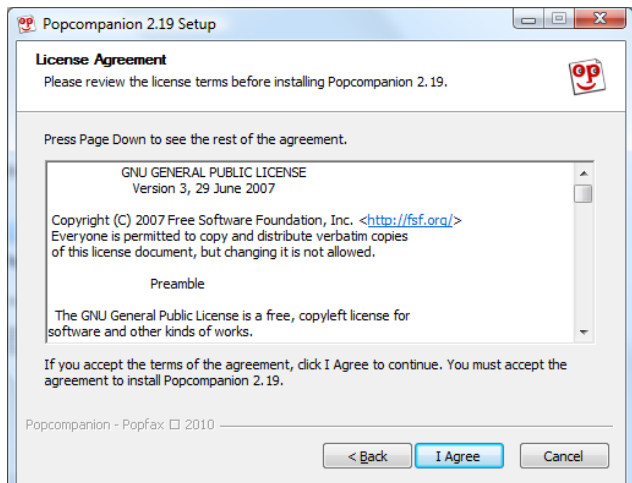 Popcompanion 2.19 Setup
License Agreement
Please review the license terms before installing Popcompanion 2.19.
Press Page Down to see the rest of the agreement.
GNU GENERAL PUBLIC LICENSE
Version 3, 29 June 2007
Copyright (C) 2007 Free Software Foundation, Inc. <http://fsf.org/>
Everyone is permitted to copy and distribute verbatim copies
of this license document, but changing it is not allowed.
Preamble
The GNU General Public License is a free, copyleft license for
software and other kinds of works.
If you accept the terms of the agreement, click I Agree to continue. You must accept the
agreement to install Popcompanion 2.19.
Popcompanion - Popfax □ 2010
< Back
I Agree
Cancel